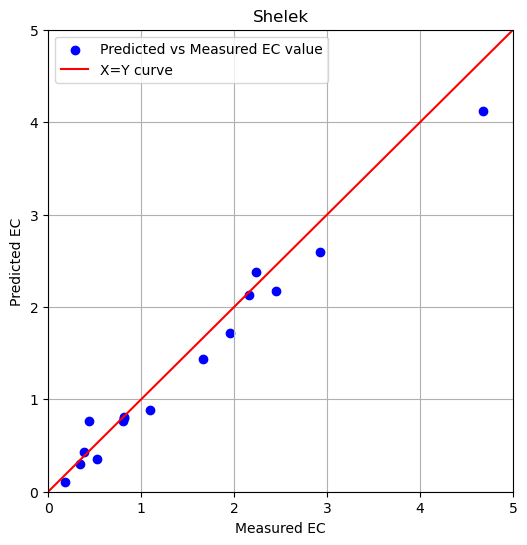 Shelek
Predicted vs Measured EC value
X=Y curve
5
4
3
2
1
0
Predicted EC
0 1 2 3 4 5
Measured EC